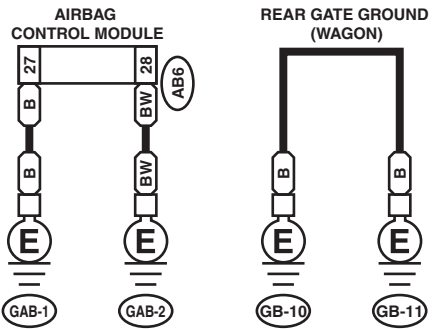 AIRBAG
CONTROL MODULE
27 28
AB6
B BW
B BW
E E
GAB-1 GAB-2
REAR GATE GROUND
(WAGON)
B B
E E
GB-10 GB-11